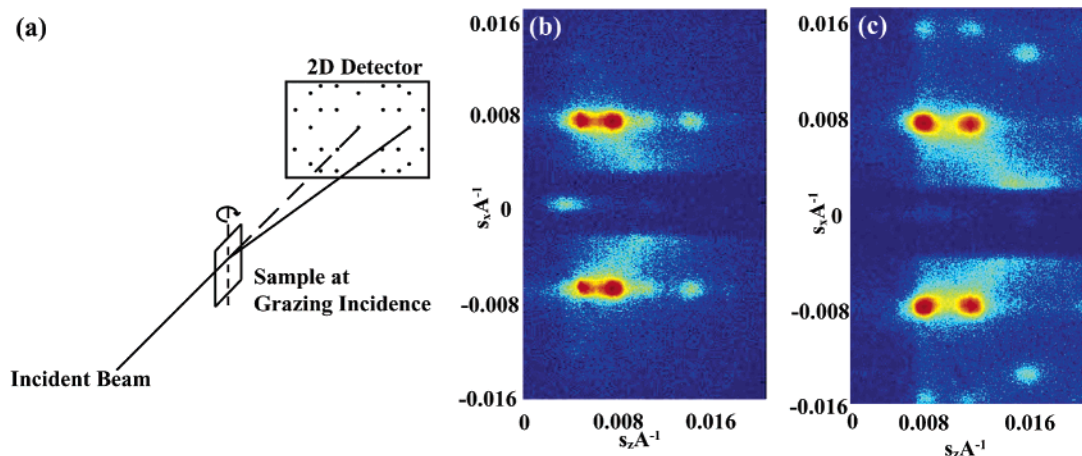 (a)
2D Detector
Sample at
Grazing Incidence
Incident Beam
(b)
0.016
0.008
0
-0.008
-0.016
sxA-1
0
0.008
0.016
szA-1
(c)
0.016
0.008
0
-0.008
-0.016
sxA-1
0
0.008
0.016
szA-1